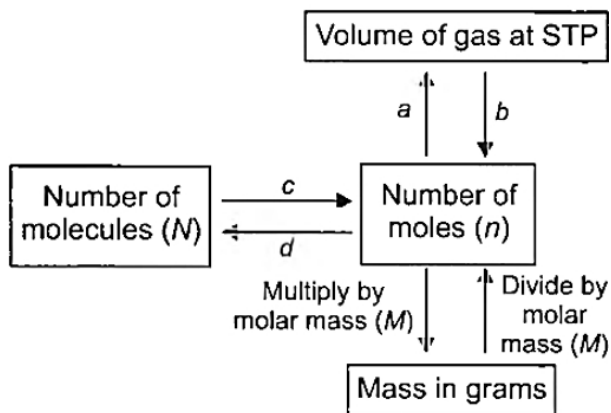 Volume of gas at STP
a
b
Number of
molecules (N)
c
d
Number of
moles (n)
Multiply by
molar mass (M)
Divide by
molar
mass (M)
Mass in grams